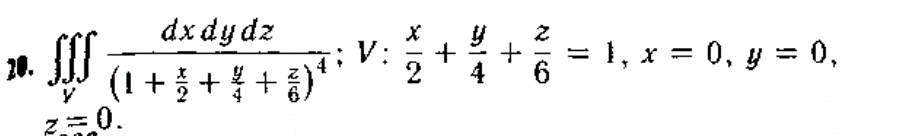 20. ∭_V dx dy dz / (1 + x/2 + y/4 + z/6)^4; V: x/2 + y/4 + z/6 = 1, x = 0, y = 0,
z = 0.